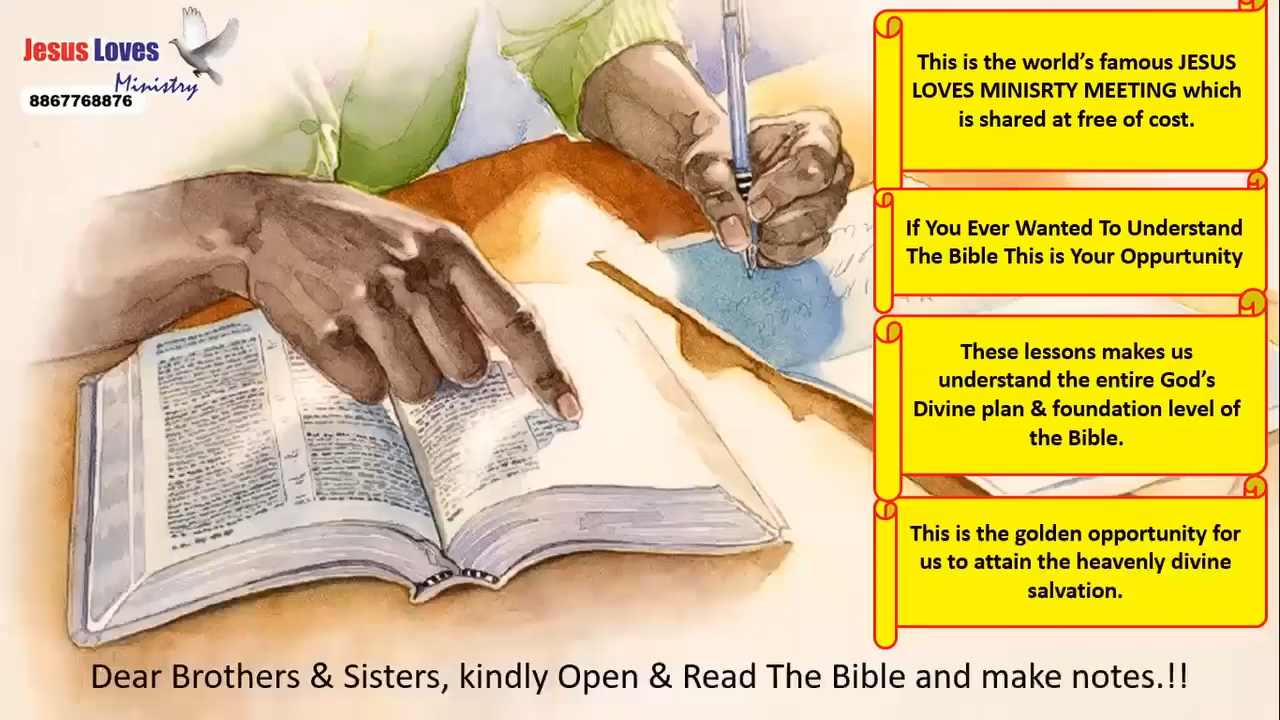 Jesus Loves
Ministry
8867768876
This is the world’s famous JESUS
LOVES MINISRTY MEETING which
is shared at free of cost.
If You Ever Wanted To Understand
The Bible This is Your Oppurtunity
These lessons makes us
understand the entire God’s
Divine plan & foundation level of
the Bible.
This is the golden opportunity for
us to attain the heavenly divine
salvation.
Dear Brothers & Sisters, kindly Open & Read The Bible and make notes.!!